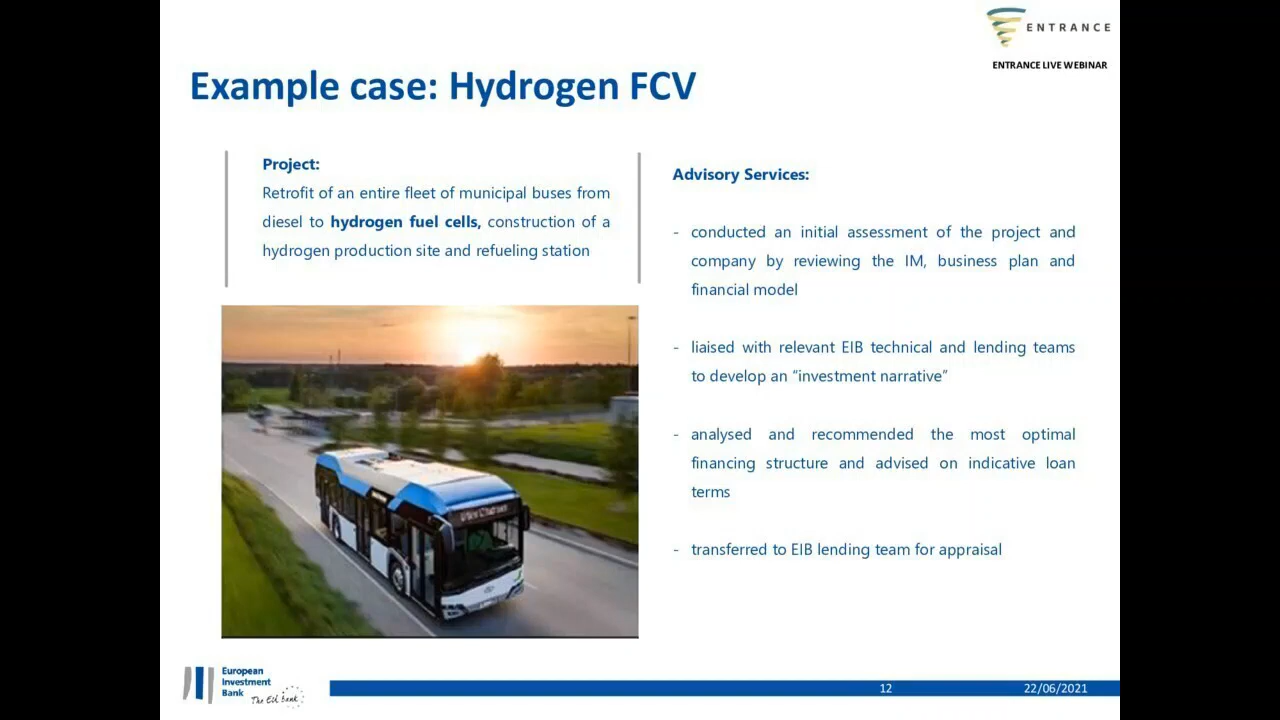 ENTRANCE
ENTRANCE LIVE WEBINAR
Example case: Hydrogen FCV
Project:
Retrofit of an entire fleet of municipal buses from
diesel to hydrogen fuel cells, construction of a
hydrogen production site and refueling station
Advisory Services:
- conducted an initial assessment of the project and
company by reviewing the IM, business plan and
financial model
- liaised with relevant EIB technical and lending teams
to develop an “investment narrative”
- analysed and recommended the most optimal
financing structure and advised on indicative loan
terms
- transferred to EIB lending team for appraisal
European
Investment
Bank
The EU bank
12
22/06/2021